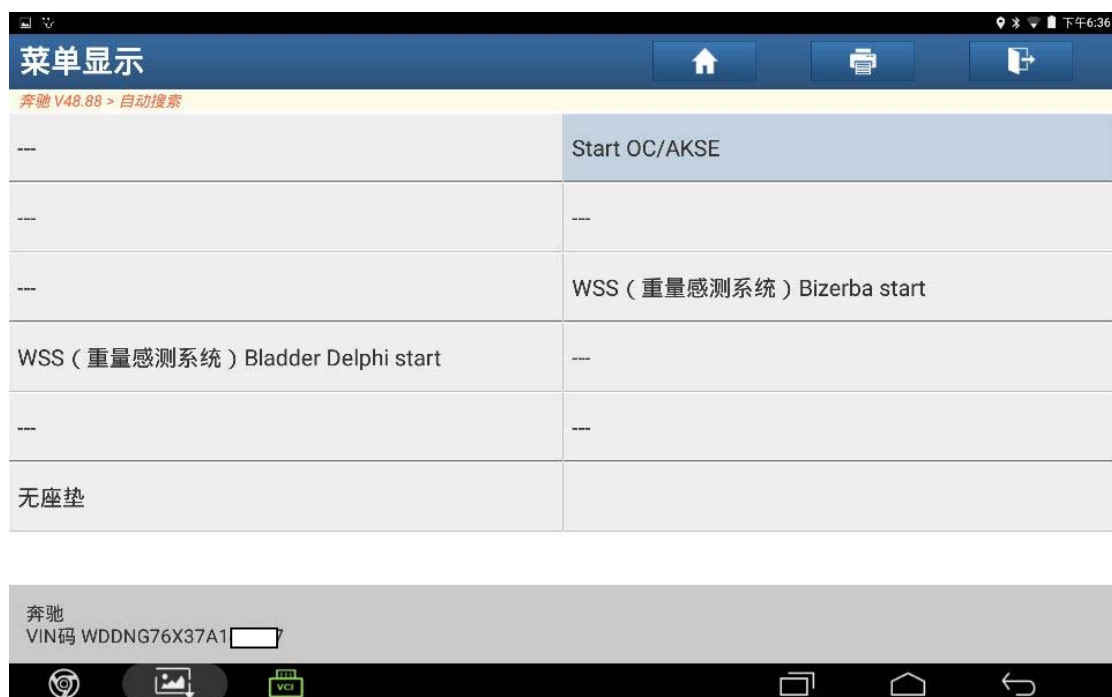 下午6:36
菜单显示
奔驰 V48.88 > 自动搜索
---
Start OC/AKSE
---
---
---
WSS（重量感测系统）Bizerba start
WSS（重量感测系统）Bladder Delphi start
---
---
---
无座垫
奔驰
VIN码 WDDNG76X37A1 7
VCI